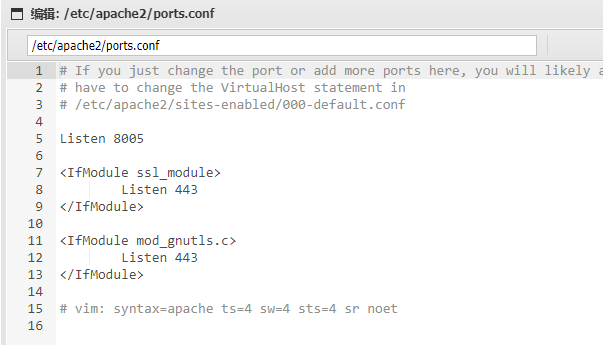 编辑: /etc/apache2/ports.conf
/etc/apache2/ports.conf
1 # If you just change the port or add more ports here, you will likely a
2 # have to change the VirtualHost statement in
3 # /etc/apache2/sites-enabled/000-default.conf
4
5 Listen 8005
6
7 <IfModule ssl_module>
8 Listen 443
9 </IfModule>
10
11 <IfModule mod_gnutls.c>
12 Listen 443
13 </IfModule>
14
15 # vim: syntax=apache ts=4 sw=4 sts=4 sr noet
16